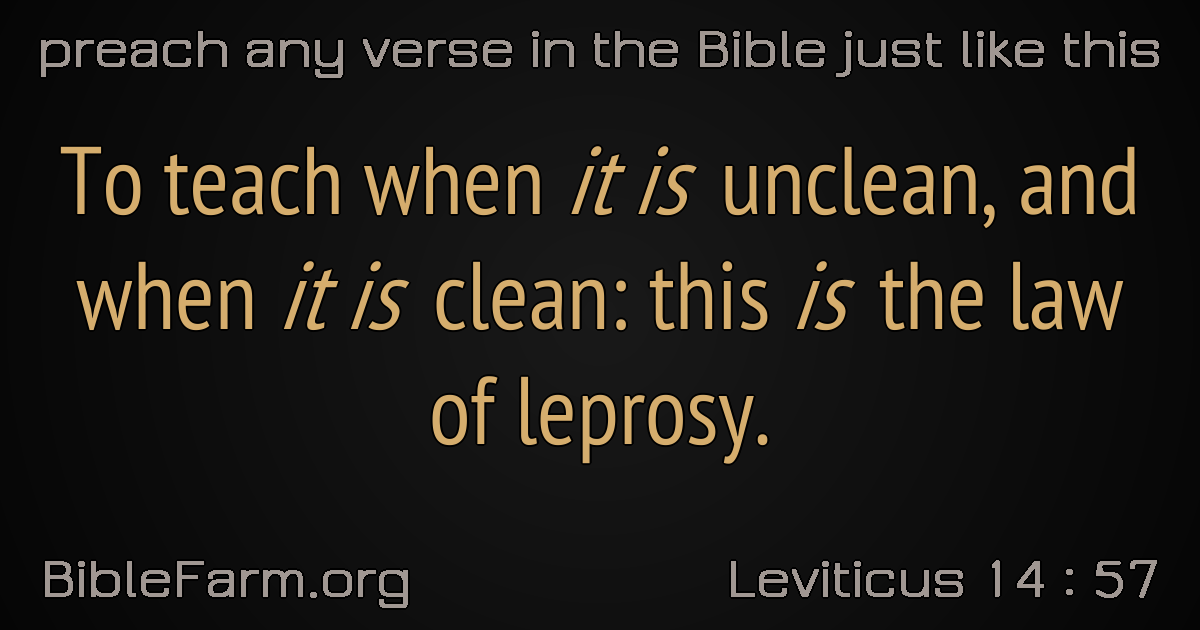 preach any verse in the Bible just like this
To teach when it is unclean, and
when it is clean: this is the law
of leprosy.
BibleFarm.org
Leviticus 14 : 57